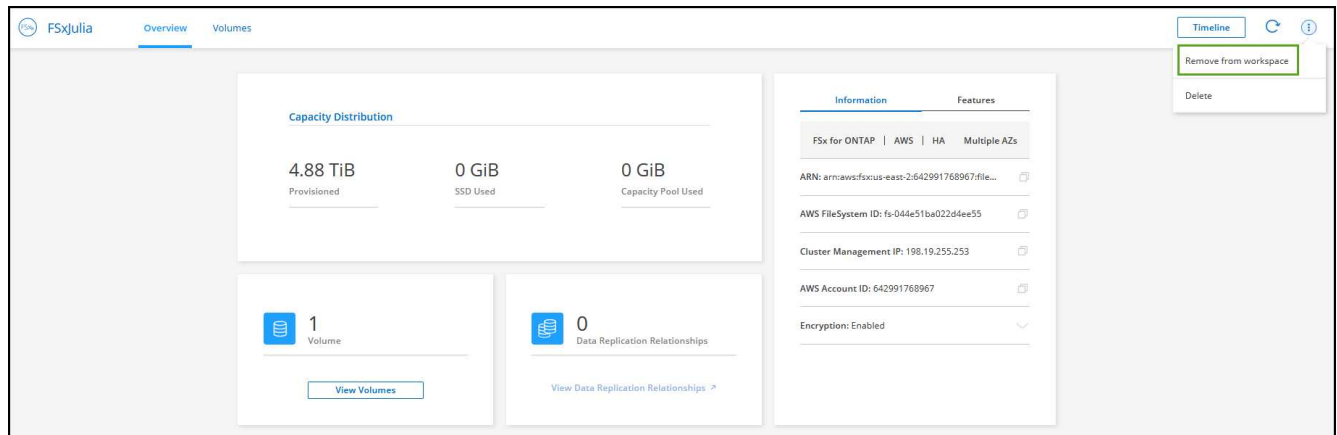 FSx FSxJulia Overview Volumes Timeline
Remove from workspace
Delete
Capacity Distribution
4.88 TiB 0 GiB 0 GiB
Provisioned SSD Used Capacity Pool Used
Information Features
FSx for ONTAP | AWS | HA Multiple AZs
ARN: arn:aws:fsx:us-east-2:642991768967:file...
AWS FileSystem ID: fs-044e51ba022d4ee55
Cluster Management IP: 198.19.255.253
AWS Account ID: 642991768967
Encryption: Enabled
1
Volume
View Volumes
0
Data Replication Relationships
View Data Replication Relationships